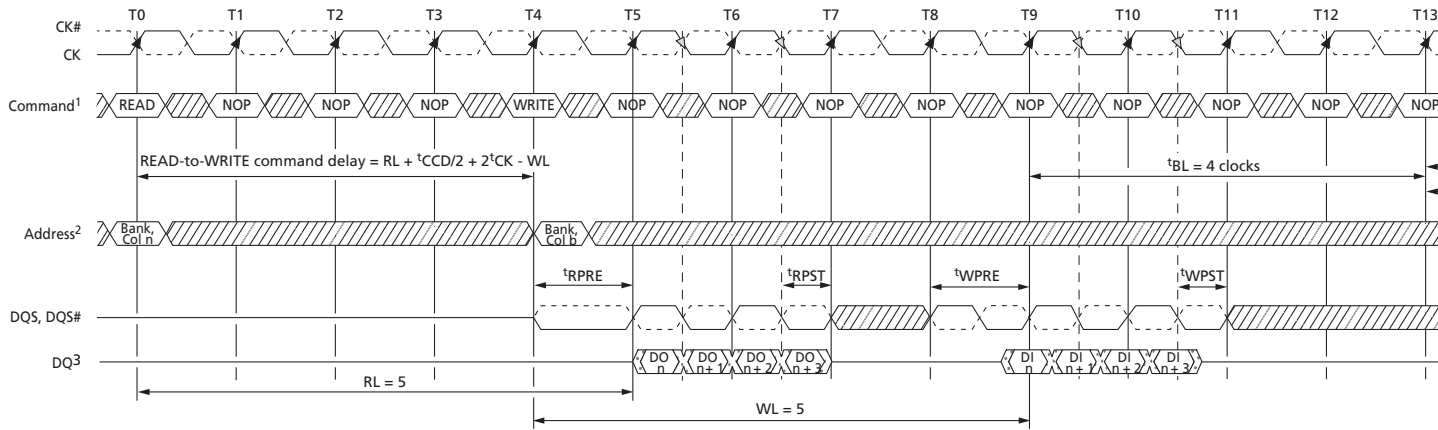 T0 T1 T2 T3 T4 T5 T6 T7 T8 T9 T10 T11 T12 T13
CK#
CK
Command1 READ NOP NOP NOP WRITE NOP NOP NOP NOP NOP NOP NOP NOP NOP
READ-to-WRITE command delay = RL + tCCD/2 + 2tCK - WL
tBL = 4 clocks
Address2 Bank, Bank,
Col n Col b
tRPRE tRPST tWPRE tWPST
DQS, DQS#
DQ3 DO DO DO DO DI DI DI DI
n n + 1 n + 2 n + 3 n n + 1 n + 2 n + 3
RL = 5
WL = 5